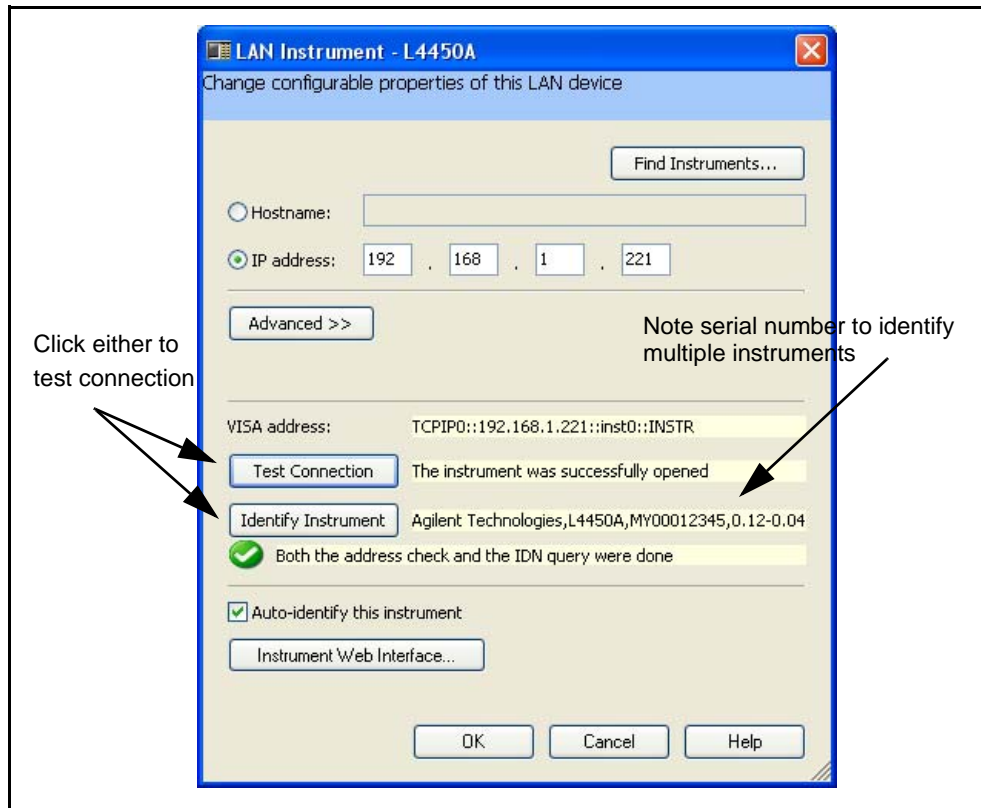 LAN Instrument - L4450A
Change configurable properties of this LAN device
Find Instruments...
Hostname:
IP address: 192 . 168 . 1 . 221
Advanced >>
Note serial number to identify
multiple instruments
Click either to
test connection
VISA address: TCPIP0::192.168.1.221::inst0::INSTR
Test Connection The instrument was successfully opened
Identify Instrument Agilent Technologies,L4450A,MY00012345,0.12-0.04
Both the address check and the IDN query were done
Auto-identify this instrument
Instrument Web Interface...
OK Cancel Help